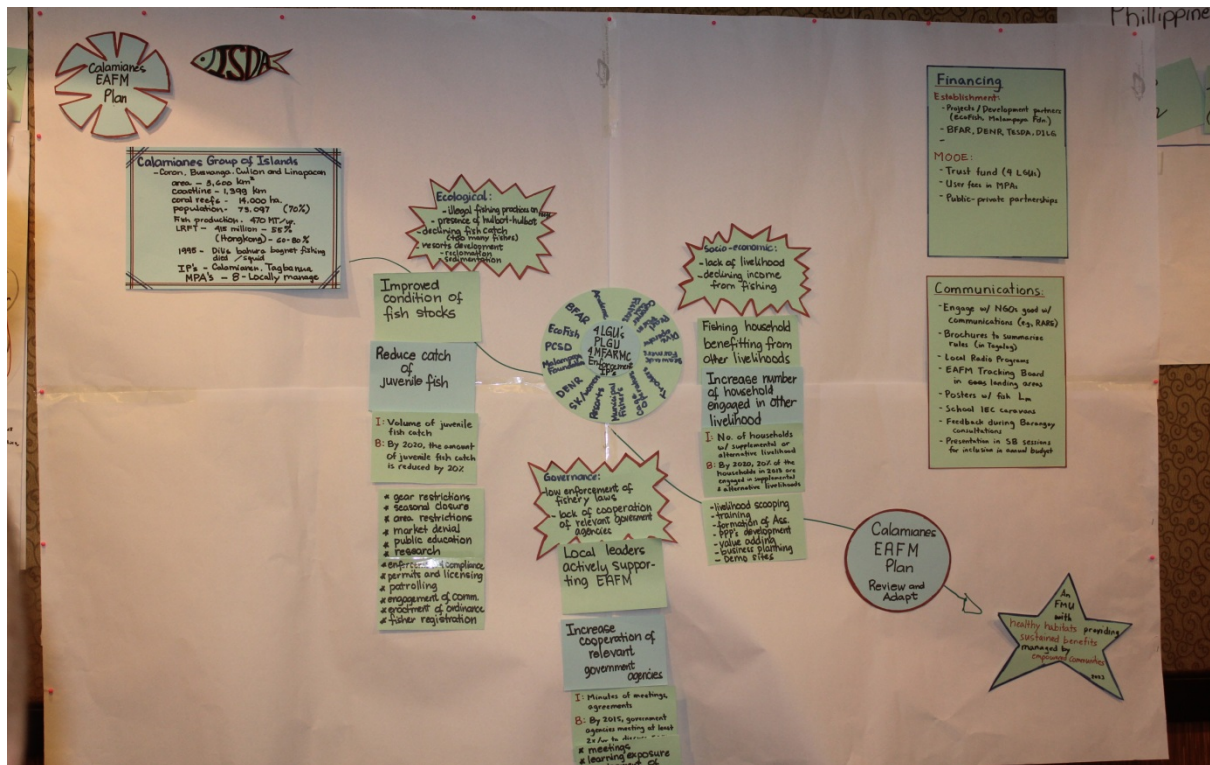 Phillippine
Calamianes
EAFM
Plan
ISDA
Calamianes Group of Islands
- Coron, Busuanga, Culion and Linapacan
area - 3,600 km²
coastline - 1,399 km
coral reefs - 14,000 ha.
population - 73,097 (70%)
Fish production - 470 MT/yr.
LRFT - 418 million - 55%
(Hongkong) - 60-80%
died /squid
IP's - Calamianen, Tagbanua
MPA's - 8 - Locally manage
Ecological:
- illegal fishing practices
- presence of hulbot-hulbot
- declining fish catch
(too many fishes)
- resorts development
- reclamation
- sedimentation
Improved
condition of
fish stocks
Reduce catch
of
juvenile fish
I: Volume of juvenile
fish catch
B: By 2020, the amount
of juvenile fish catch
is reduced by 20%
* gear restrictions
* seasonal closure
* area restrictions
* market denial
* public education
* research
* enforcement compliance
* permits and licensing
* patrolling
* engagement of comm.
* enactment of ordinance
* fisher registration
4 LGU's
PLGU
4 MFARMC
Enforcement
IP's
BFAR
EcoFish
PCSD
Malampaya
Foundation
DENR
SK/women
Resorts
Municipal
Fishers
Governance:
- low enforcement of
fishery laws
- lack of cooperation
of relevant government
agencies
Local leaders
actively suppor-
ting EAFM
Increase
cooperation of
relevant
government
agencies
I: Minutes of meetings,
agreements
B: By 2015, government
agencies meeting at least
* meetings
* learning exposure
Socio-economic:
- lack of livelihood
- declining income
from fishing
Fishing household
benefitting from
other livelihoods
Increase number
of household
engaged in other
livelihood
I: No. of households
w/ supplemental or
alternative livelihood
B: By 2020, 20% of the
households in 2013 are
engaged in supplemental
& alternative livelihoods
- livelihood scoping
- training
- formation of Ass.
- PPP's development
- value adding
- business planning
- Demo sites
Calamianes
EAFM
Plan
Review and
Adapt
An
FMU
with
healthy habitats providing
sustained benefits
managed by
empowered communities
Financing
Establishment:
- Projects / Development partners
(ecoFish, Malampaya Fdn.)
- BFAR, DENR, TESDA, DILG
-
MOOE:
- Trust fund (4 LGUs)
- User fees in MPAs
- Public-private partnerships
Communications:
- Engage w/ NGOs good w/
communications (eg, RARE)
- Brochures to summarize
rules (in Tagalog)
- Local Radio Programs
- EAFM Tracking Board
in landing areas
- Posters w/ fish Lm
- School IEC caravans
- Feedback during Barangay
consultations
- Presentation in SB sessions
for inclusion in annual budget